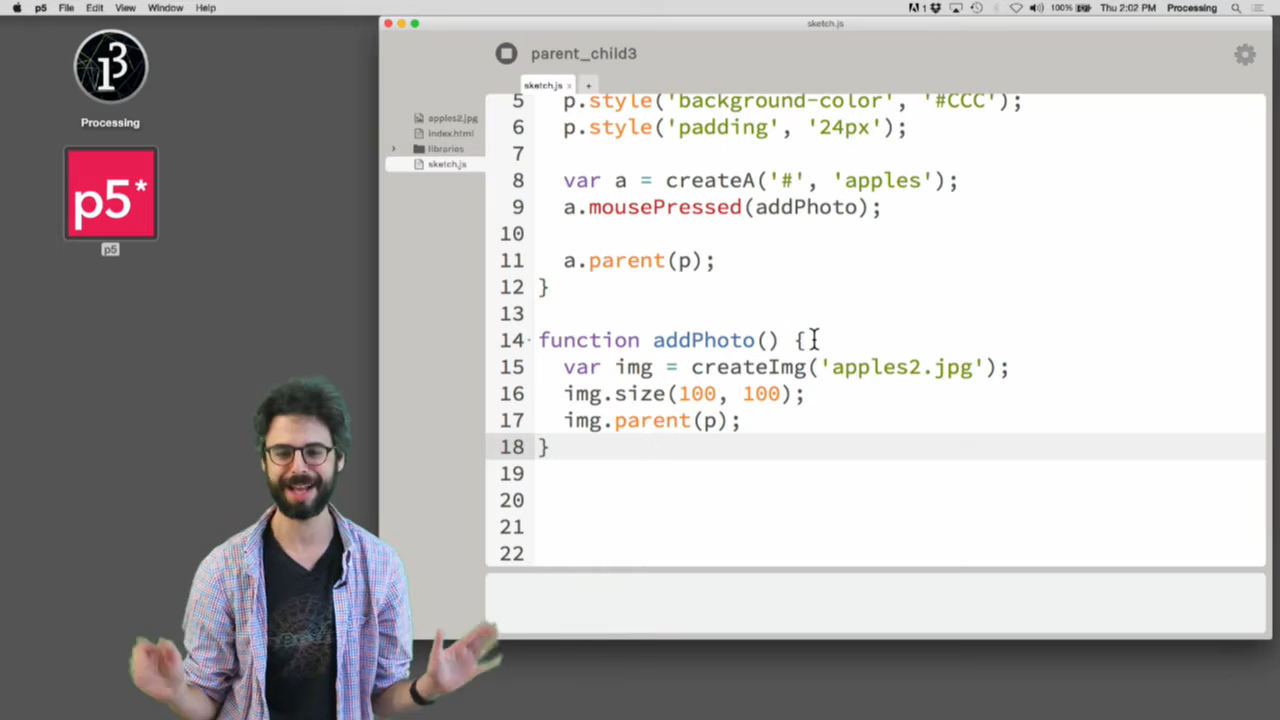 p5 File Edit View Window Help
1 100% Thu 2:02 PM Processing
sketch.js
parent_child3
sketch.js x +
Processing
p5*
p5
apples2.jpg
index.html
libraries
sketch.js
5 p.style('background-color', '#CCC');
6 p.style('padding', '24px');
7
8 var a = createA('#', 'apples');
9 a.mousePressed(addPhoto);
10
11 a.parent(p);
12 }
13
14 function addPhoto() {
15 var img = createImg('apples2.jpg');
16 img.size(100, 100);
17 img.parent(p);
18 }
19
20
21
22